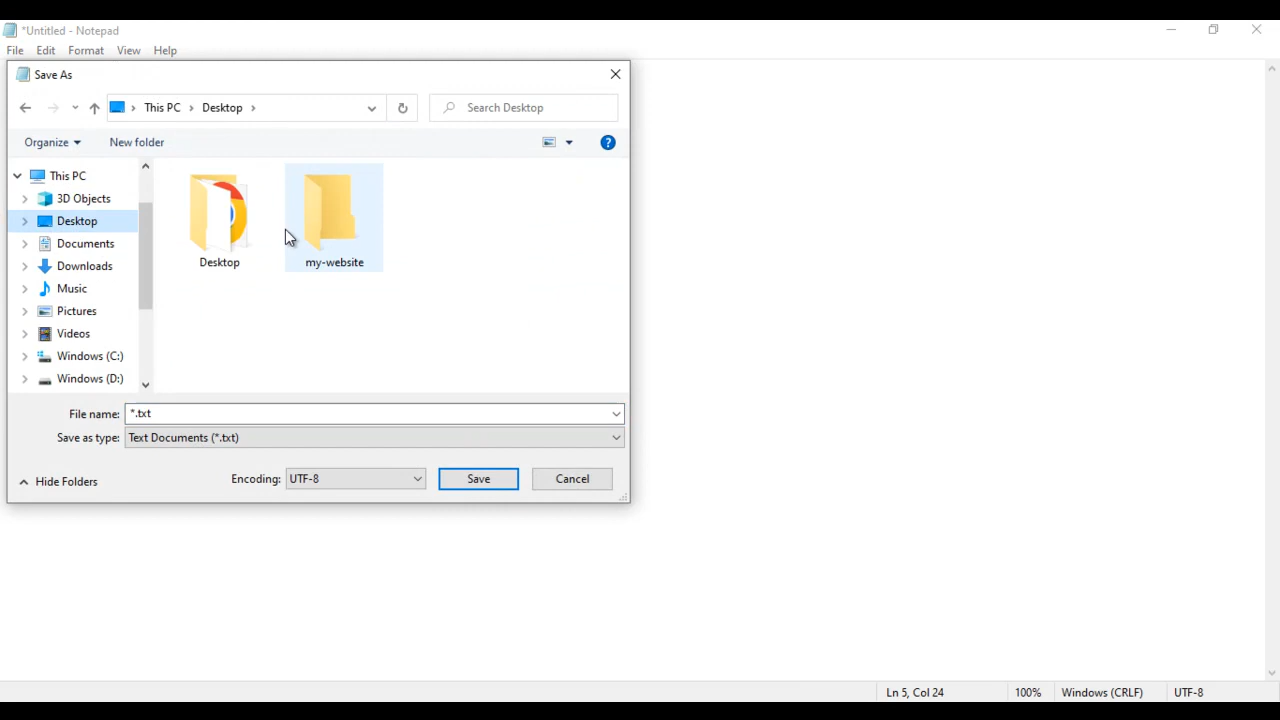 *Untitled - Notepad
File Edit Format View Help
Save As
This PC Desktop Search Desktop
Organize New folder
This PC
3D Objects
Desktop
Documents
Downloads
Music
Pictures
Videos
Windows (C:)
Windows (D:)
Desktop my-website
File name: *.txt
Save as type: Text Documents (*.txt)
Hide Folders Encoding: UTF-8 Save Cancel
Ln 5, Col 24 100% Windows (CRLF) UTF-8